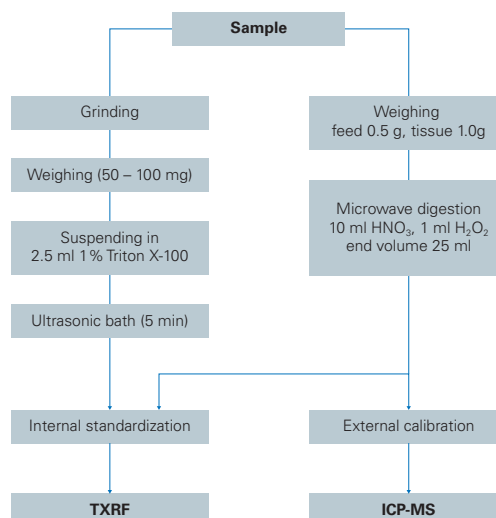 Sample
Grinding
Weighing (50 – 100 mg)
Suspending in
2.5 ml 1% Triton X-100
Ultrasonic bath (5 min)
Weighing
feed 0.5 g, tissue 1.0g
Microwave digestion
10 ml HNO₃, 1 ml H₂O₂
end volume 25 ml
Internal standardization
External calibration
TXRF
ICP-MS